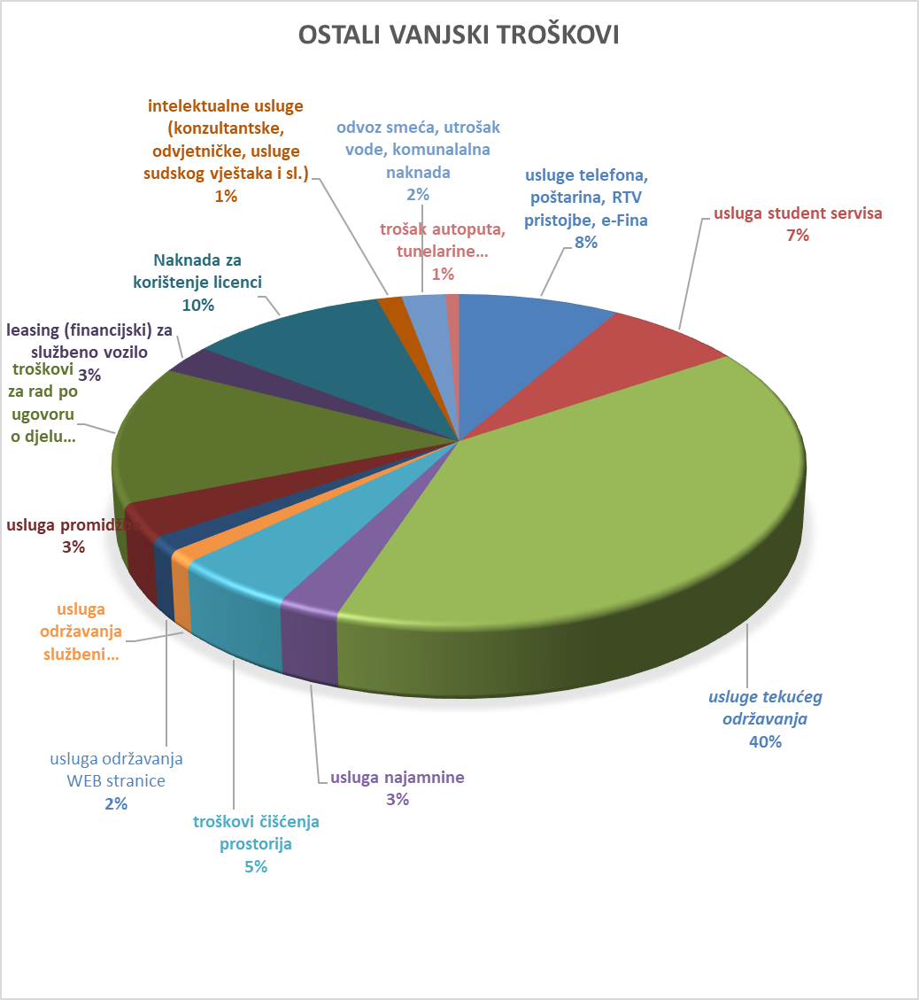 OSTALI VANJSKI TROŠKOVI
intelektualne usluge
(konzultantske,
odvjetničke, usluge
sudskog vještaka i sl.)
1%
odvoz smeća, utrošak
vode, komunalalna
naknada
2%
trošak autoputa,
tunelarine...
1%
usluge telefona,
poštarina, RTV
pristojbe, e-Fina
8%
usluga student servisa
7%
Naknada za
korištenje licenci
10%
leasing (financijski) za
službeno vozilo
3%
troškovi
za rad po
ugovoru
o djelu...
usluga promidžbe
3%
usluga
održavanja
službeni...
usluga održavanja
WEB stranice
2%
troškovi čišćenja
prostorija
5%
usluga najamnine
3%
usluge tekućeg
održavanja
40%